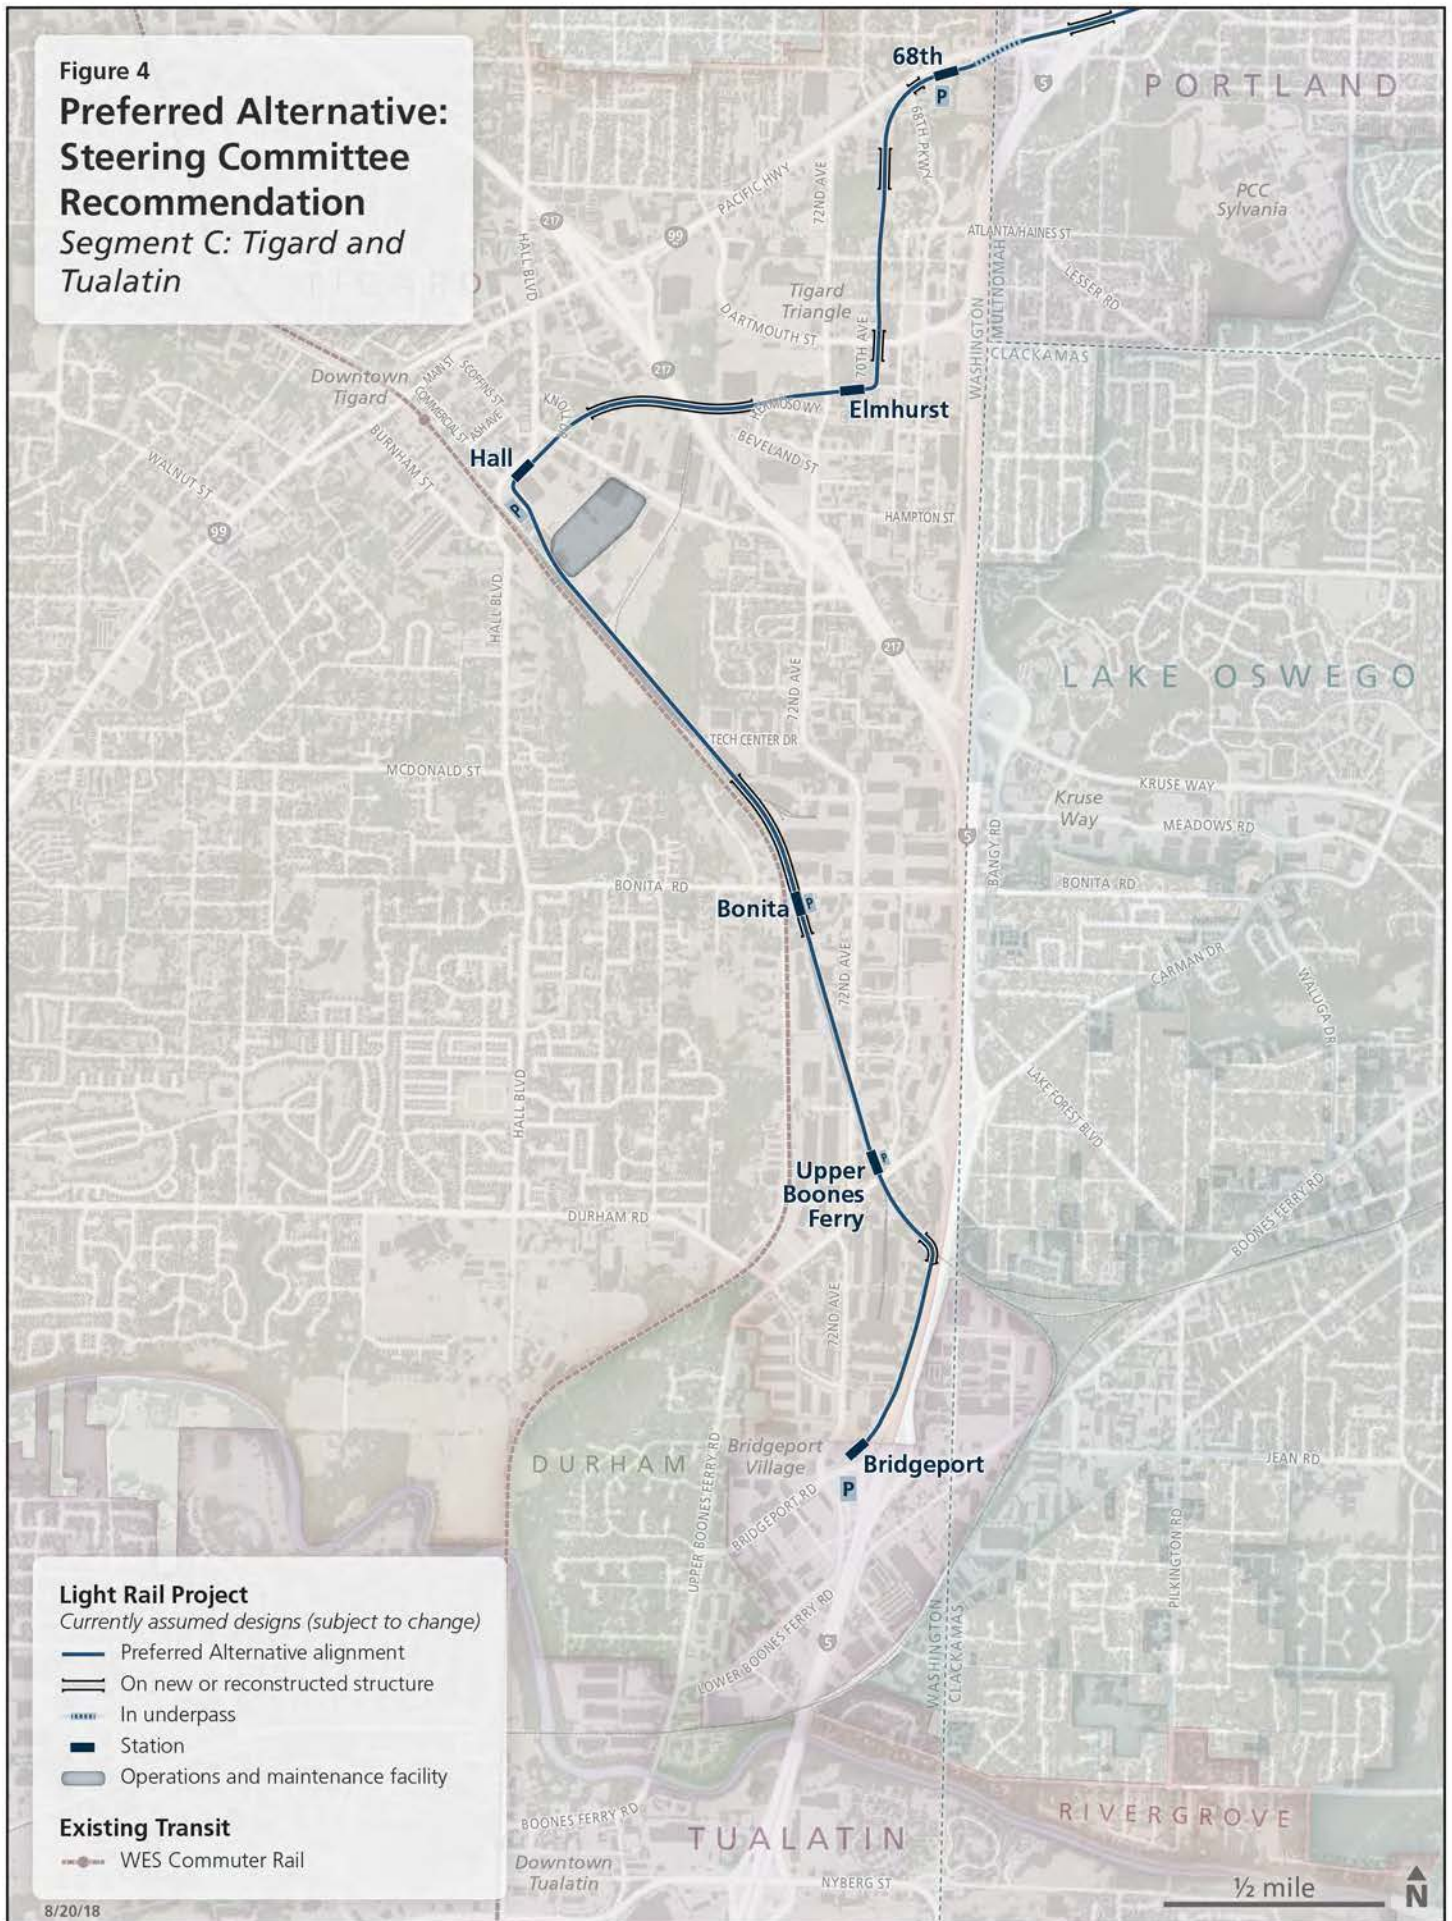 Figure 4
Preferred Alternative:
Steering Committee
Recommendation
Segment C: Tigard and
Tualatin
68th
P
5
PORTLAND
PCC
Sylvania
68TH PKWY
PACIFIC HWY
72ND AVE
217
99
HALL BLVD
ATLANTA/HAINES ST
LESSER RD
MULTNOMAH
WASHINGTON
CLACKAMAS
Tigard
Triangle
DARTMOUTH ST
70TH AVE
217
Downtown
Tigard
MAIN ST
SCOFFINS ST
COMMERCIAL ST
ASH AVE
Elmhurst
BEVELAND ST
Hall
P
BURNHAM ST
WALNUT ST
99
HAMPTON ST
HALL BLVD
217
LAKE OSWEGO
72ND AVE
TECH CENTER DR
MCDONALD ST
KRUSE WAY
Kruse
Way
MEADOWS RD
5
BANGY RD
BONITA RD
BONITA RD
Bonita
P
72ND AVE
CARMAN DR
WALUGA DR
HALL BLVD
LAKE FOREST BLVD
Upper
Boones
Ferry
P
DURHAM RD
BOONES FERRY RD
72ND AVE
DURHAM
Bridgeport
Village
Bridgeport
P
JEAN RD
UPPER BOONES FERRY RD
BRIDGEPORT RD
PILKINGTON RD
LOWER BOONES FERRY RD
5
WASHINGTON
CLACKAMAS
Light Rail Project
Currently assumed designs (subject to change)
Preferred Alternative alignment
On new or reconstructed structure
In underpass
Station
Operations and maintenance facility
Existing Transit
WES Commuter Rail
BOONES FERRY RD
TUALATIN
RIVERGROVE
Downtown
Tualatin
NYBERG ST
½ mile
N
8/20/18